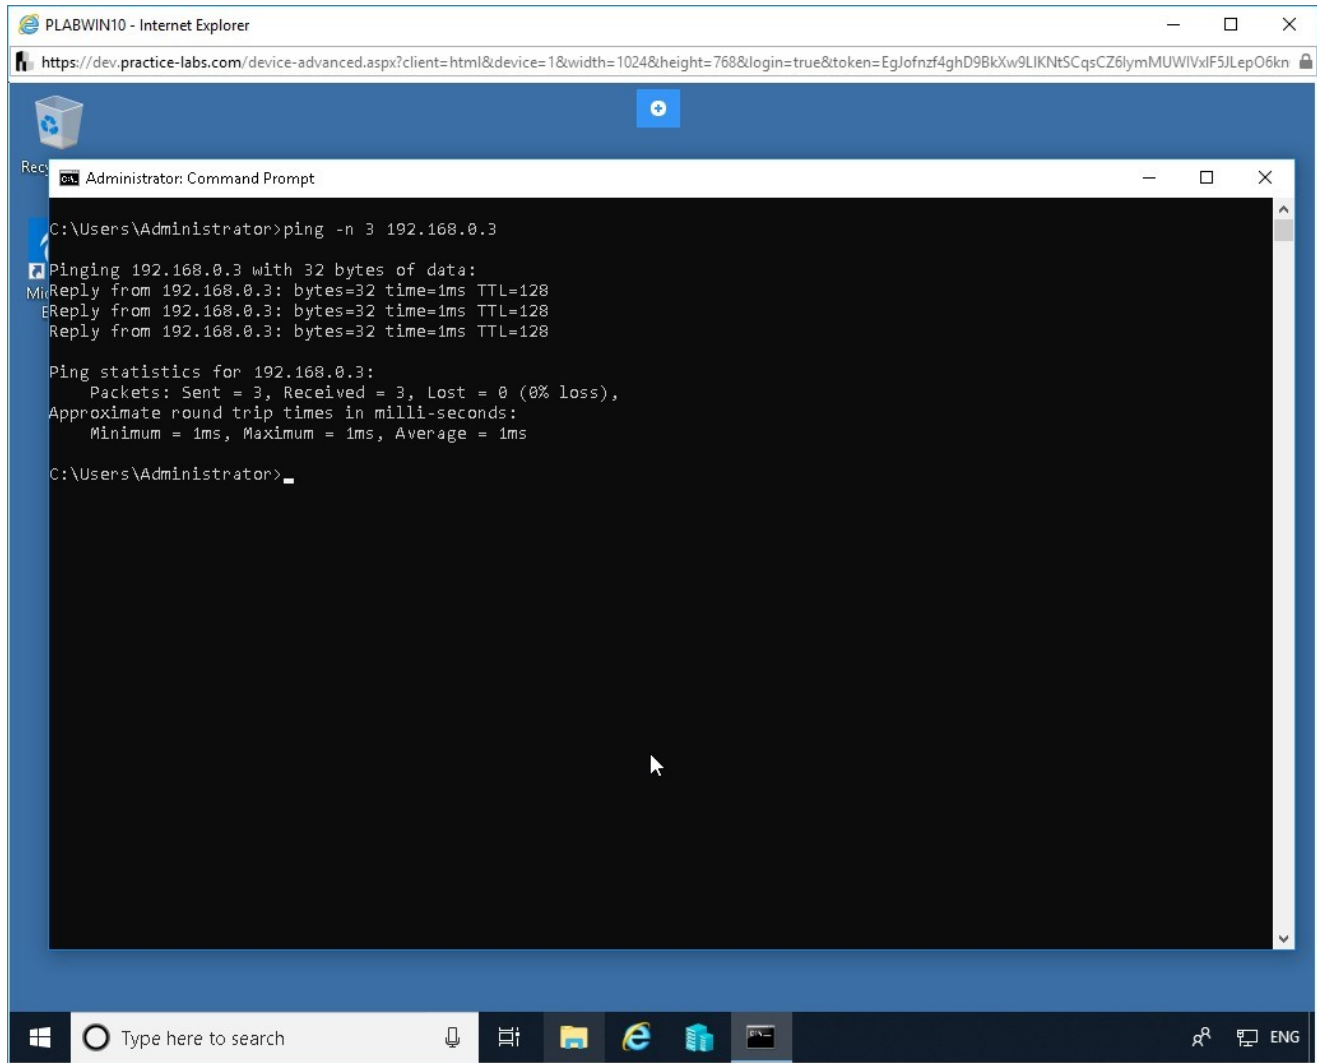 PLABWIN10 - Internet Explorer
https://dev.practice-labs.com/device-advanced.aspx?client=html&device=1&width=1024&height=768&login=true&token=EgJofnzf4ghD9BkXw9LIKNtSCqsCZ6lymMUWIVxIF5JLepO6kn
Administrator: Command Prompt
C:\Users\Administrator>ping -n 3 192.168.0.3
Pinging 192.168.0.3 with 32 bytes of data:
Reply from 192.168.0.3: bytes=32 time=1ms TTL=128
Reply from 192.168.0.3: bytes=32 time=1ms TTL=128
Reply from 192.168.0.3: bytes=32 time=1ms TTL=128
Ping statistics for 192.168.0.3:
Packets: Sent = 3, Received = 3, Lost = 0 (0% loss),
Approximate round trip times in milli-seconds:
Minimum = 1ms, Maximum = 1ms, Average = 1ms
C:\Users\Administrator>
Type here to search
ENG